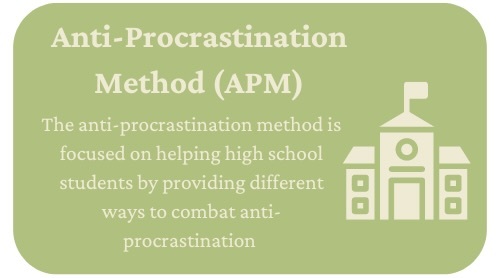 Anti-Procrastination
Method (APM)
The anti-procrastination method is
focused on helping high school
students by providing different
ways to combat anti-
procrastination